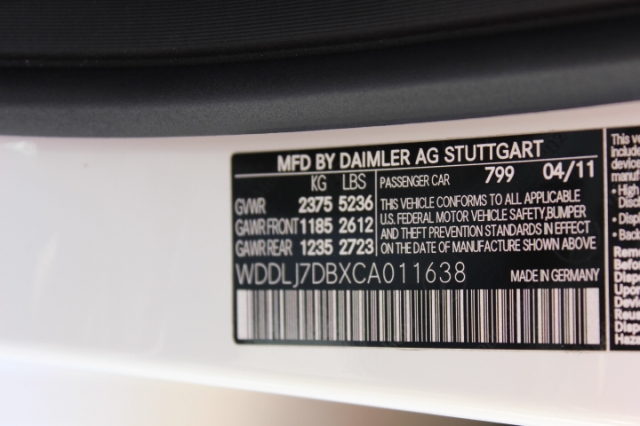 MFD BY DAIMLER AG STUTTGART
KG LBS
GVWR 2375 5236
GAWR FRONT 1185 2612
GAWR REAR 1235 2723
PASSENGER CAR 799 04/11
THIS VEHICLE CONFORMS TO ALL APPLICABLE
U.S. FEDERAL MOTOR VEHICLE SAFETY, BUMPER
AND THEFT PREVENTION STANDARDS IN EFFECT
ON THE DATE OF MANUFACTURE SHOWN ABOVE
WDDLJ7DBXCA011638 MADE IN GERMANY
This ve